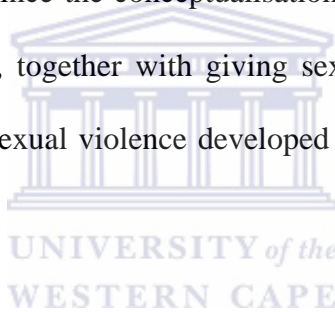 nce the conceptualisation
, together with giving sex
exual violence developed
UNIVERSITY of the
WESTERN CAPE